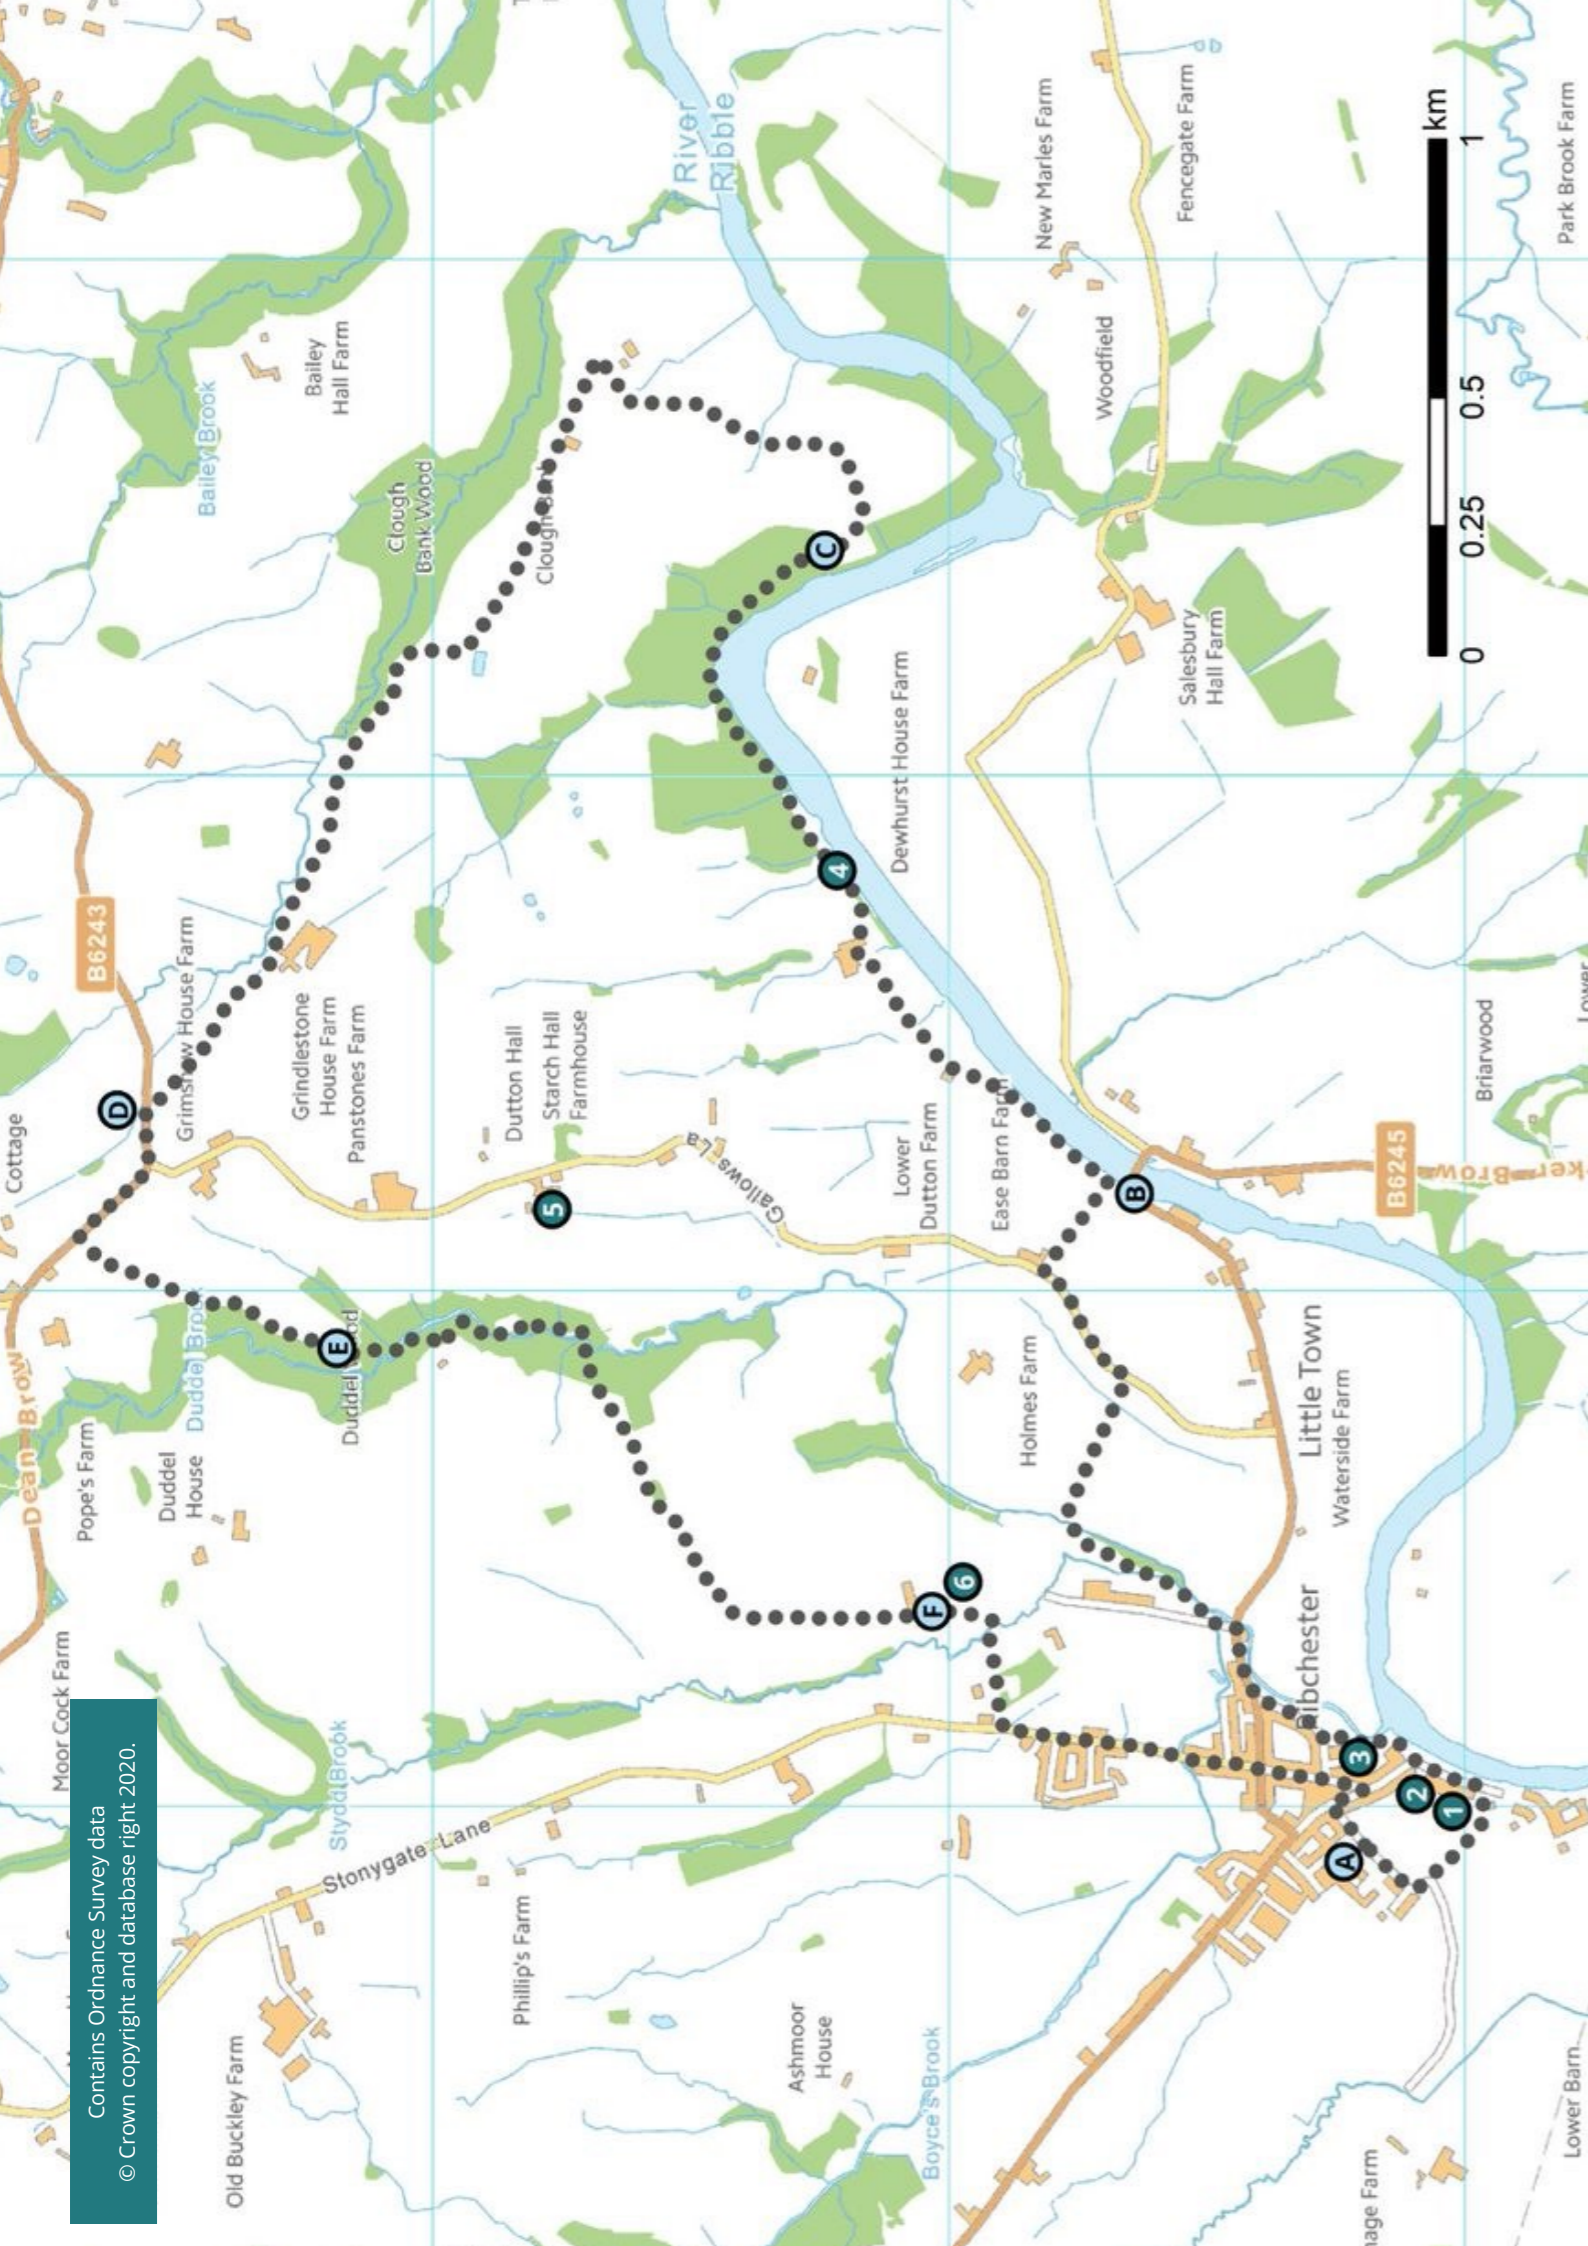 Contains Ordnance Survey data
© Crown copyright and database right 2020.
Moor Cock Farm
Pope's Farm
Dean Brow
Cottage
B6243
D
Duddel
House
Duddel Brook
Grimshaw House Farm
Bailey Brook
Old Buckley Farm
Stonygate Lane
Stydd Brook
Duddel Wood
E
Grindlestone
House Farm
Panstones Farm
Bailey
Hall Farm
Clough
Bank Wood
Phillip's Farm
5
Dutton Hall
Starch Hall
Farmhouse
Clough Bank
Gallows La
River
Ribble
Ashmoor
House
Boyce's Brook
F
6
Lower
Dutton Farm
4
Dewhurst House Farm
C
Holmes Farm
Ease Barn Farm
New Marles Farm
B
Woodfield
Fencegate Farm
Salesbury
Hall Farm
Ribchester
Little Town
Waterside Farm
A
3
2
1
B6245
Briarwood
Lower Barn
Lower
Park Brook Farm
0 0.25 0.5 1
km